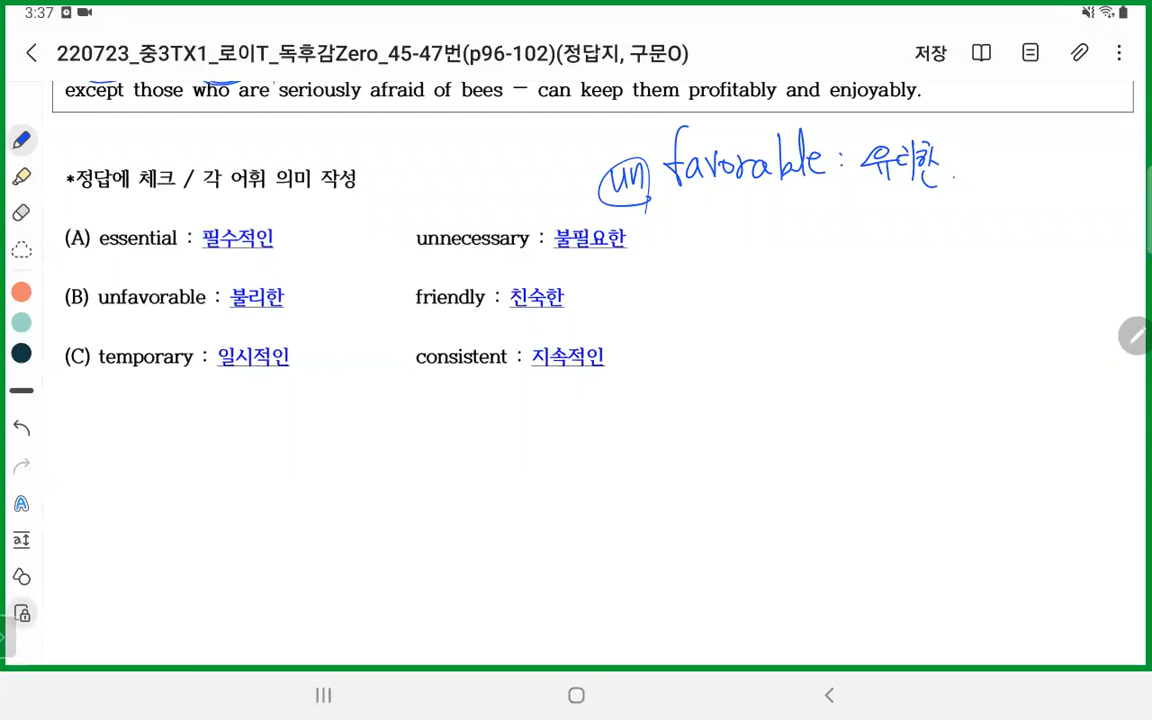 3:37
220723_중3TX1_로이T_독후감Zero_45-47번(p96-102)(정답지, 구문O)
저장
except those who are seriously afraid of bees - can keep them profitably and enjoyably.
un favorable : 유리한
*정답에 체크 / 각 어휘 의미 작성
(A) essential : 필수적인 unnecessary : 불필요한
(B) unfavorable : 불리한 friendly : 친숙한
(C) temporary : 일시적인 consistent : 지속적인